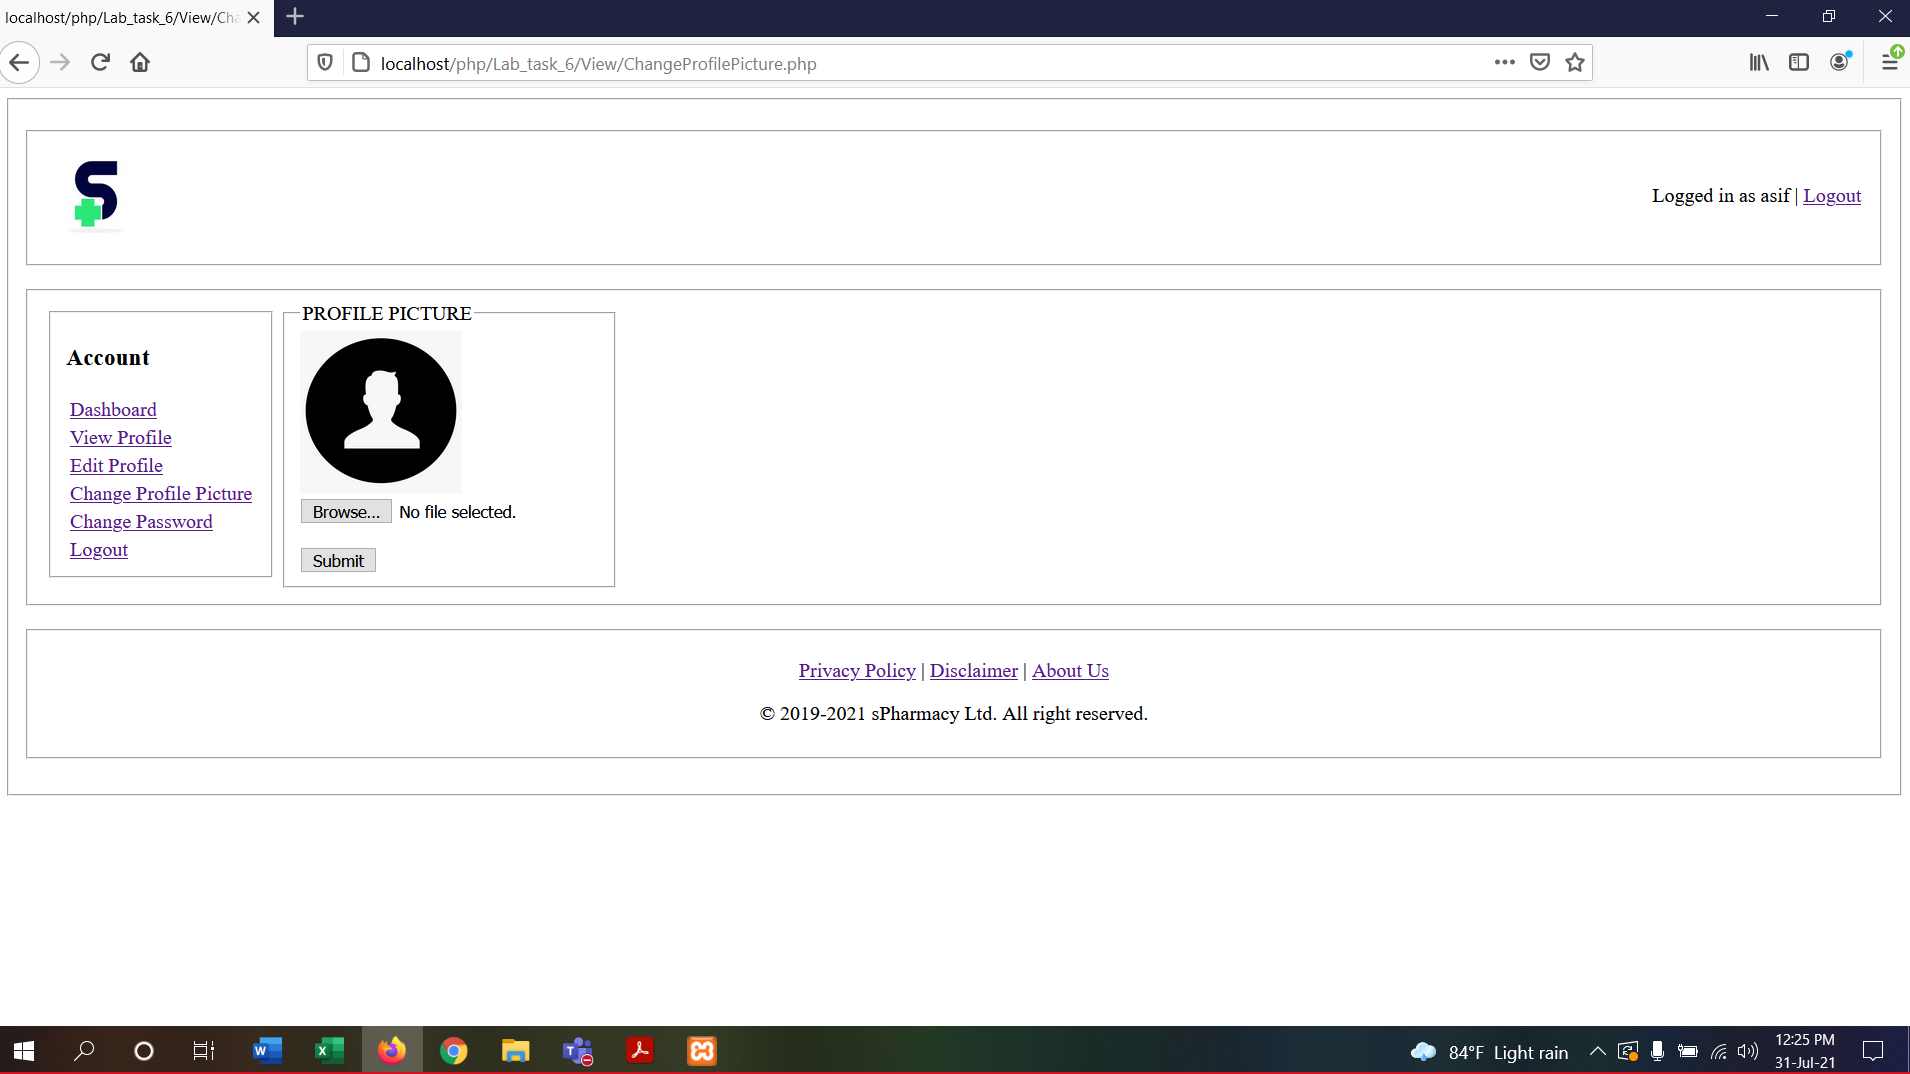 localhost/php/Lab_task_6/View/Cha
localhost/php/Lab_task_6/View/ChangeProfilePicture.php
S
Logged in as asif | Logout
PROFILE PICTURE
Account
Dashboard
View Profile
Edit Profile
Change Profile Picture
Change Password
Logout
Browse... No file selected.
Submit
Privacy Policy | Disclaimer | About Us
© 2019-2021 sPharmacy Ltd. All right reserved.
84°F Light rain
12:25 PM
31-Jul-21